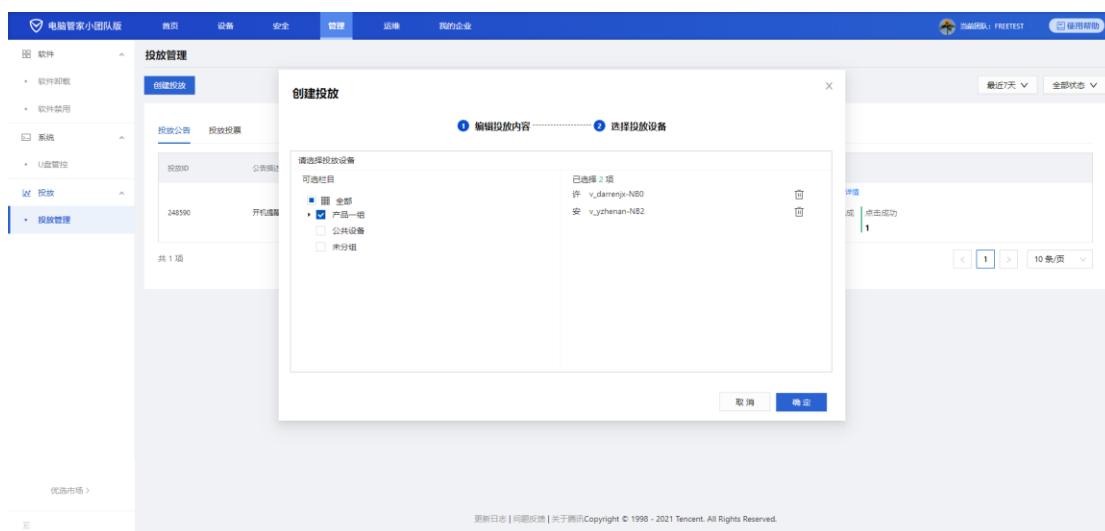 电脑管家小团队版 首页 设备 安全 管理 运维 我的企业 当前团队：FREETEST 使用帮助
软件
软件卸载
软件禁用
系统
U盘管控
投放
投放管理
优选市场 >
投放管理
创建投放 最近7天 全部状态
投放公告 投放投票
投放ID 公告描述
248590 开机提醒 详情
成 点击成功
1
共 1 项 < 1 > 10 条/页
创建投放
1 编辑投放内容 2 选择投放设备
请选择投放设备
可选栏目 已选择 2 项
全部 许 v_darrenjx-NB0
产品一组 安 v_yzhenan-NB2
公共设备
未分组
取 消 确 定
更新日志 | 问题反馈 | 关于腾讯Copyright © 1998 - 2021 Tencent. All Rights Reserved.